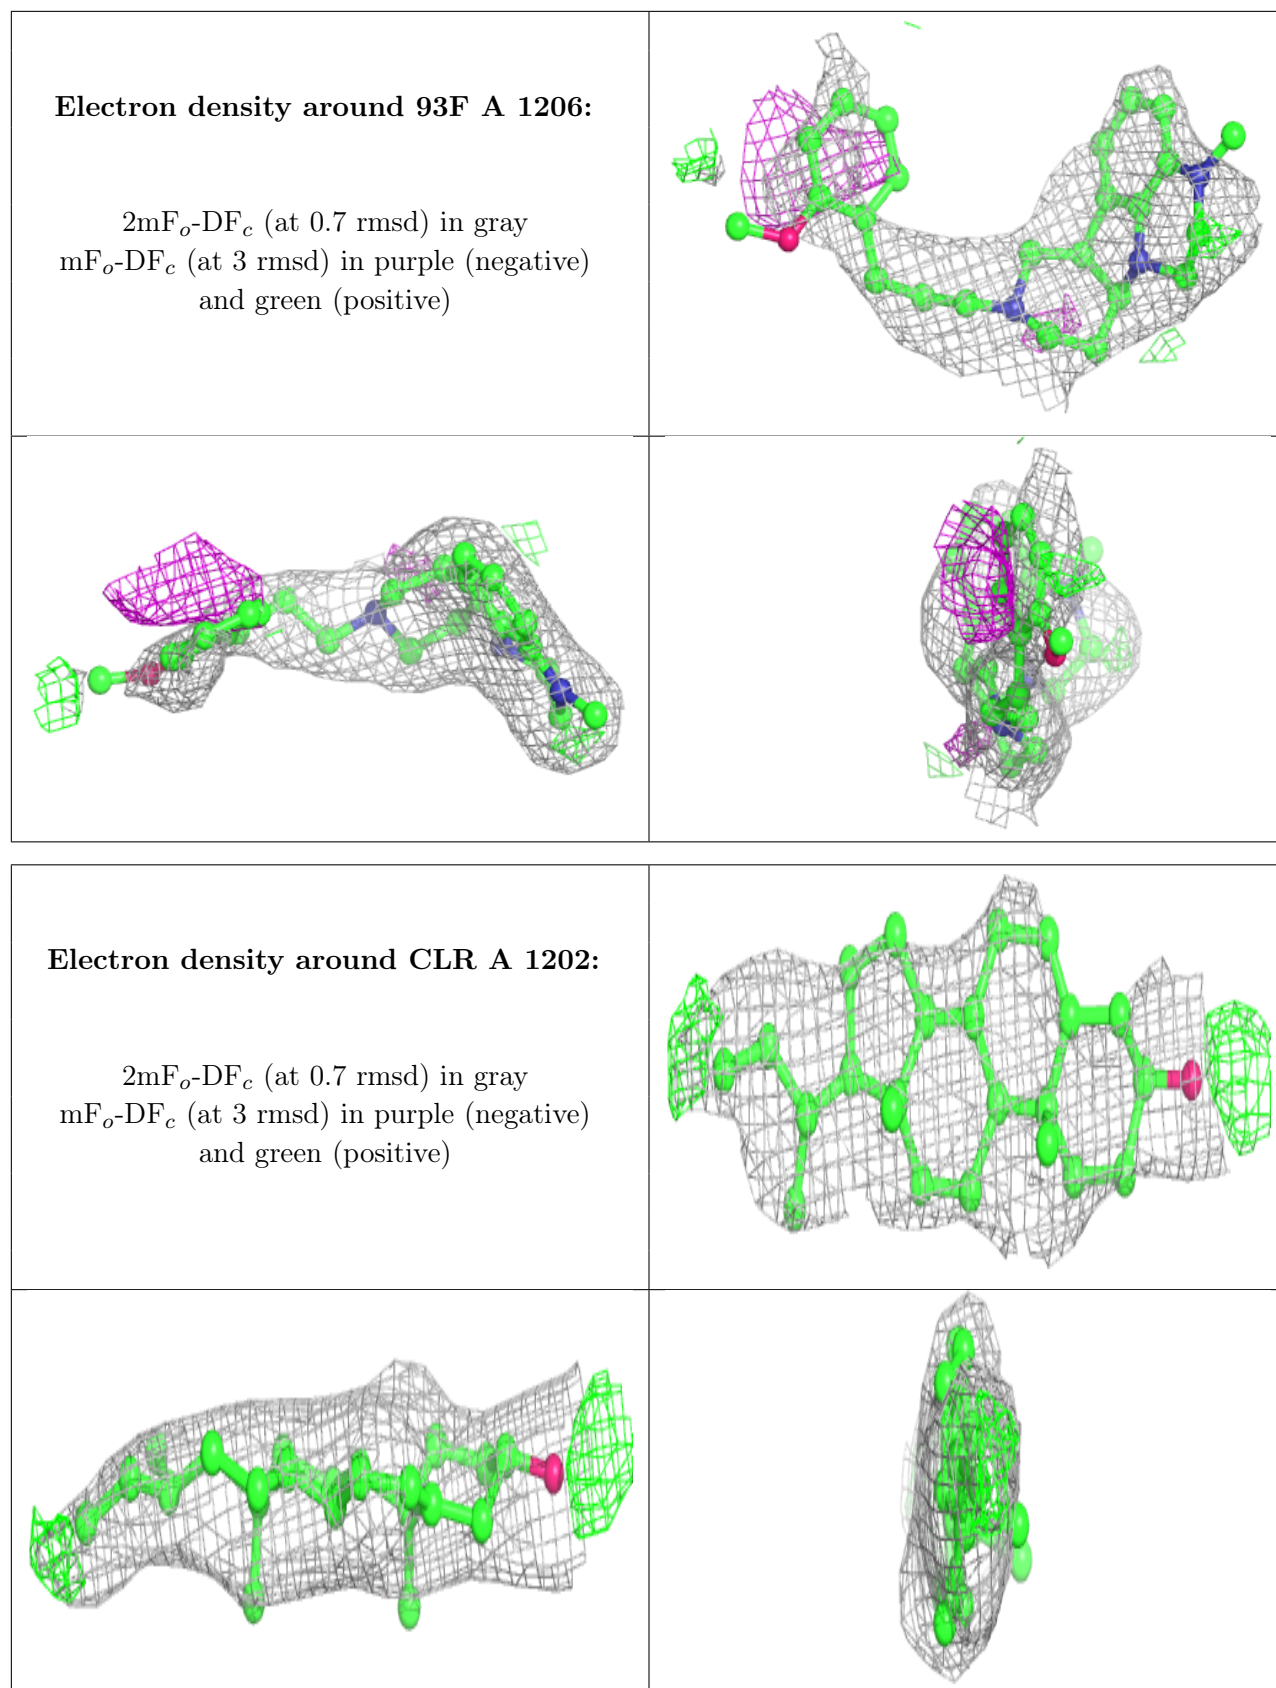 Electron density around 93F A 1206:
2mFo-DFc (at 0.7 rmsd) in gray
mFo-DFc (at 3 rmsd) in purple (negative)
and green (positive)
Electron density around CLR A 1202:
2mFo-DFc (at 0.7 rmsd) in gray
mFo-DFc (at 3 rmsd) in purple (negative)
and green (positive)